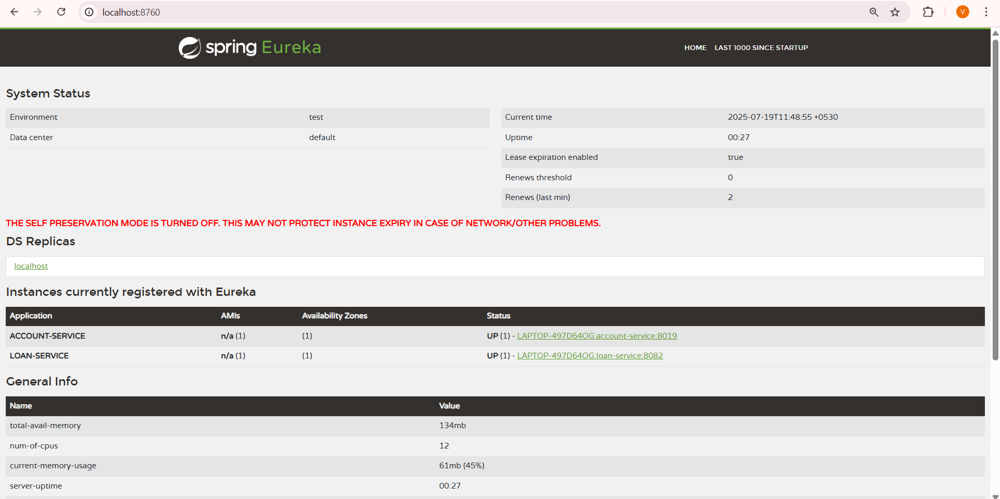 localhost:8760
V
spring Eureka
HOME LAST 1000 SINCE STARTUP
System Status
Environment test
Data center default
Current time 2025-07-19T11:48:55 +0530
Uptime 00:27
Lease expiration enabled true
Renews threshold 0
Renews (last min) 2
THE SELF PRESERVATION MODE IS TURNED OFF. THIS MAY NOT PROTECT INSTANCE EXPIRY IN CASE OF NETWORK/OTHER PROBLEMS.
DS Replicas
localhost
Instances currently registered with Eureka
Application AMIs Availability Zones Status
ACCOUNT-SERVICE n/a (1) (1) UP (1) - LAPTOP-497D64OG:account-service:8019
LOAN-SERVICE n/a (1) (1) UP (1) - LAPTOP-497D64OG:loan-service:8082
General Info
Name Value
total-avail-memory 134mb
num-of-cpus 12
current-memory-usage 61mb (45%)
server-uptime 00:27